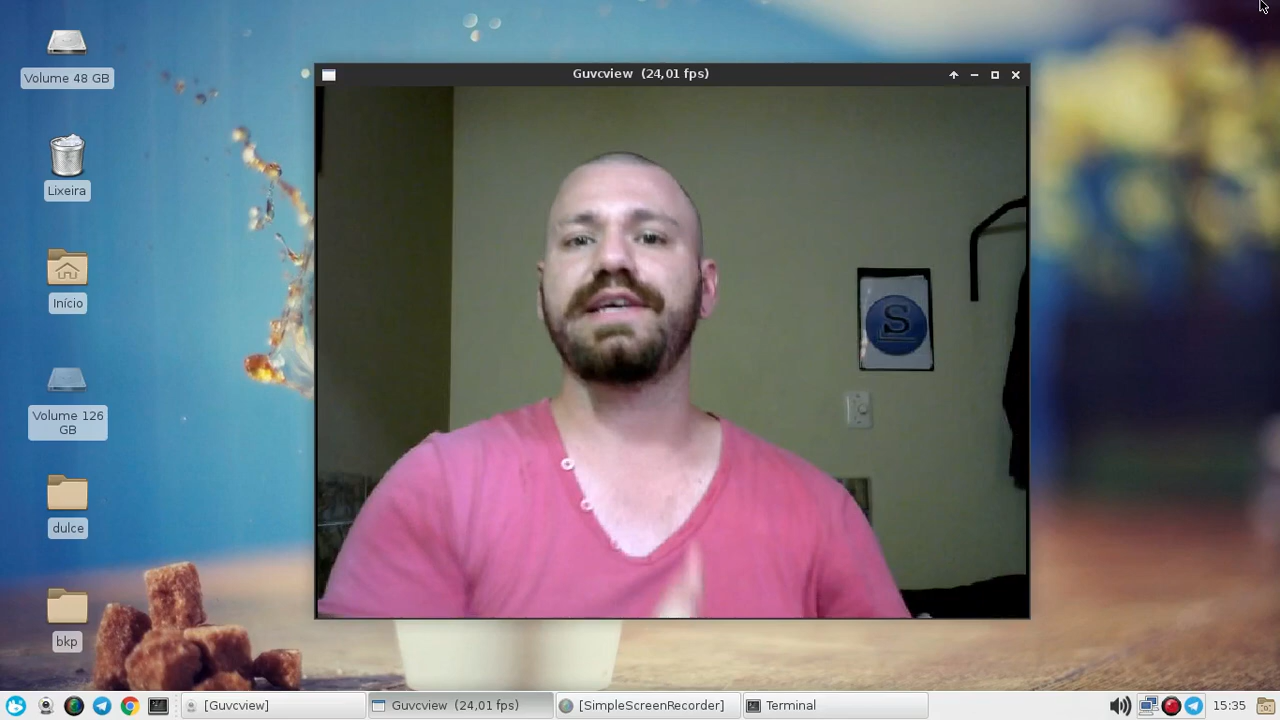 Guvcview  (24,01 fps)
Volume 48 GB
Lixeira
Início
Volume 126
GB
dulce
bkp
S
[Guvcview]
Guvcview  (24,01 fps)
[SimpleScreenRecorder]
Terminal
15:35